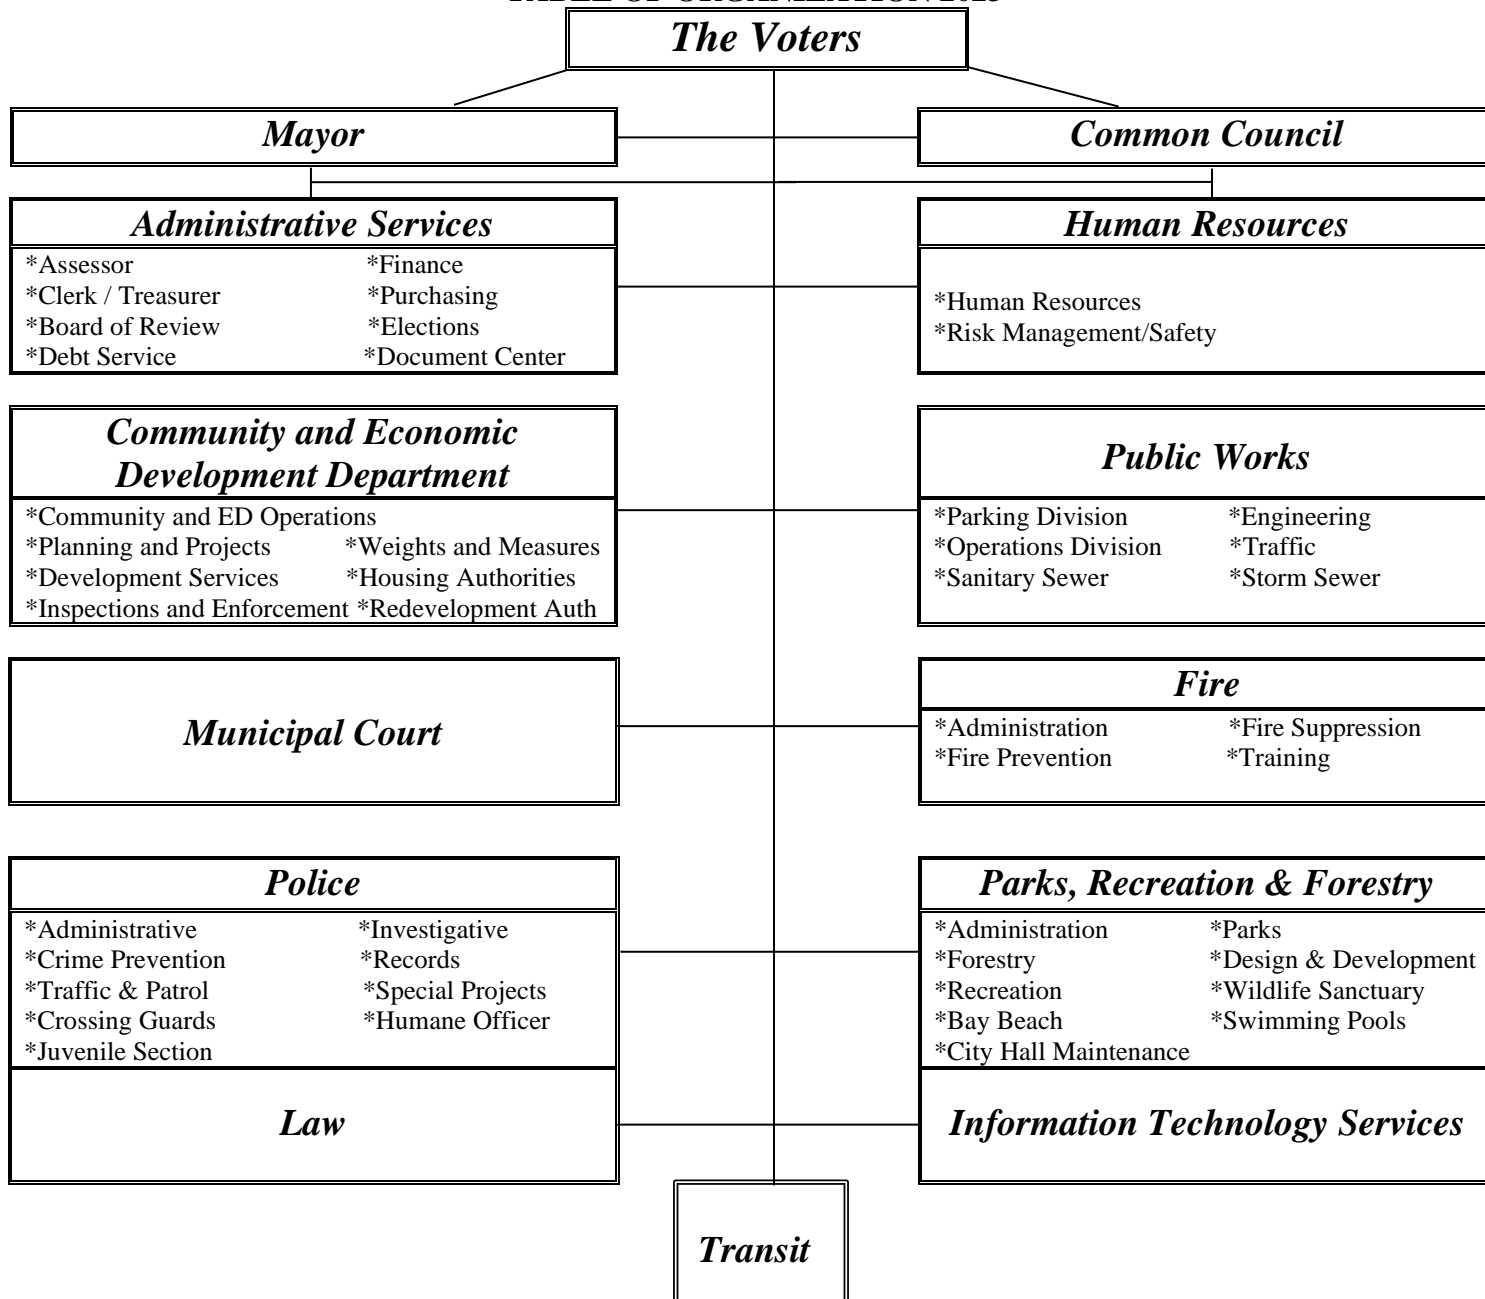 TABLE OF ORGANIZATION 2023
The Voters
Mayor
Common Council
Administrative Services
*Assessor *Finance
*Clerk / Treasurer *Purchasing
*Board of Review *Elections
*Debt Service *Document Center
Human Resources
*Human Resources
*Risk Management/Safety
Community and Economic
Development Department
*Community and ED Operations
*Planning and Projects *Weights and Measures
*Development Services *Housing Authorities
*Inspections and Enforcement *Redevelopment Auth
Public Works
*Parking Division *Engineering
*Operations Division *Traffic
*Sanitary Sewer *Storm Sewer
Municipal Court
Fire
*Administration *Fire Suppression
*Fire Prevention *Training
Police
*Administrative *Investigative
*Crime Prevention *Records
*Traffic & Patrol *Special Projects
*Crossing Guards *Humane Officer
*Juvenile Section
Parks, Recreation & Forestry
*Administration *Parks
*Forestry *Design & Development
*Recreation *Wildlife Sanctuary
*Bay Beach *Swimming Pools
*City Hall Maintenance
Law
Information Technology Services
Transit